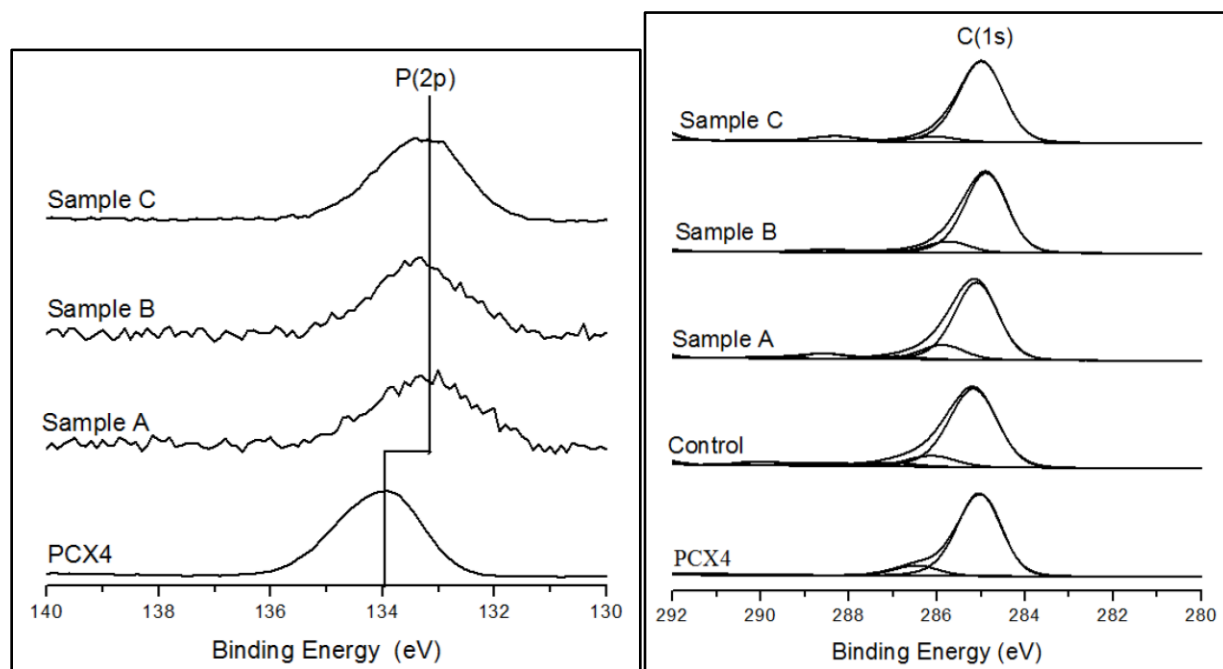 P(2p)
Sample C
Sample B
Sample A
PCX4
140 138 136 134 132 130
Binding Energy (eV)
C(1s)
Sample C
Sample B
Sample A
Control
PCX4
292 290 288 286 284 282 280
Binding Energy (eV)